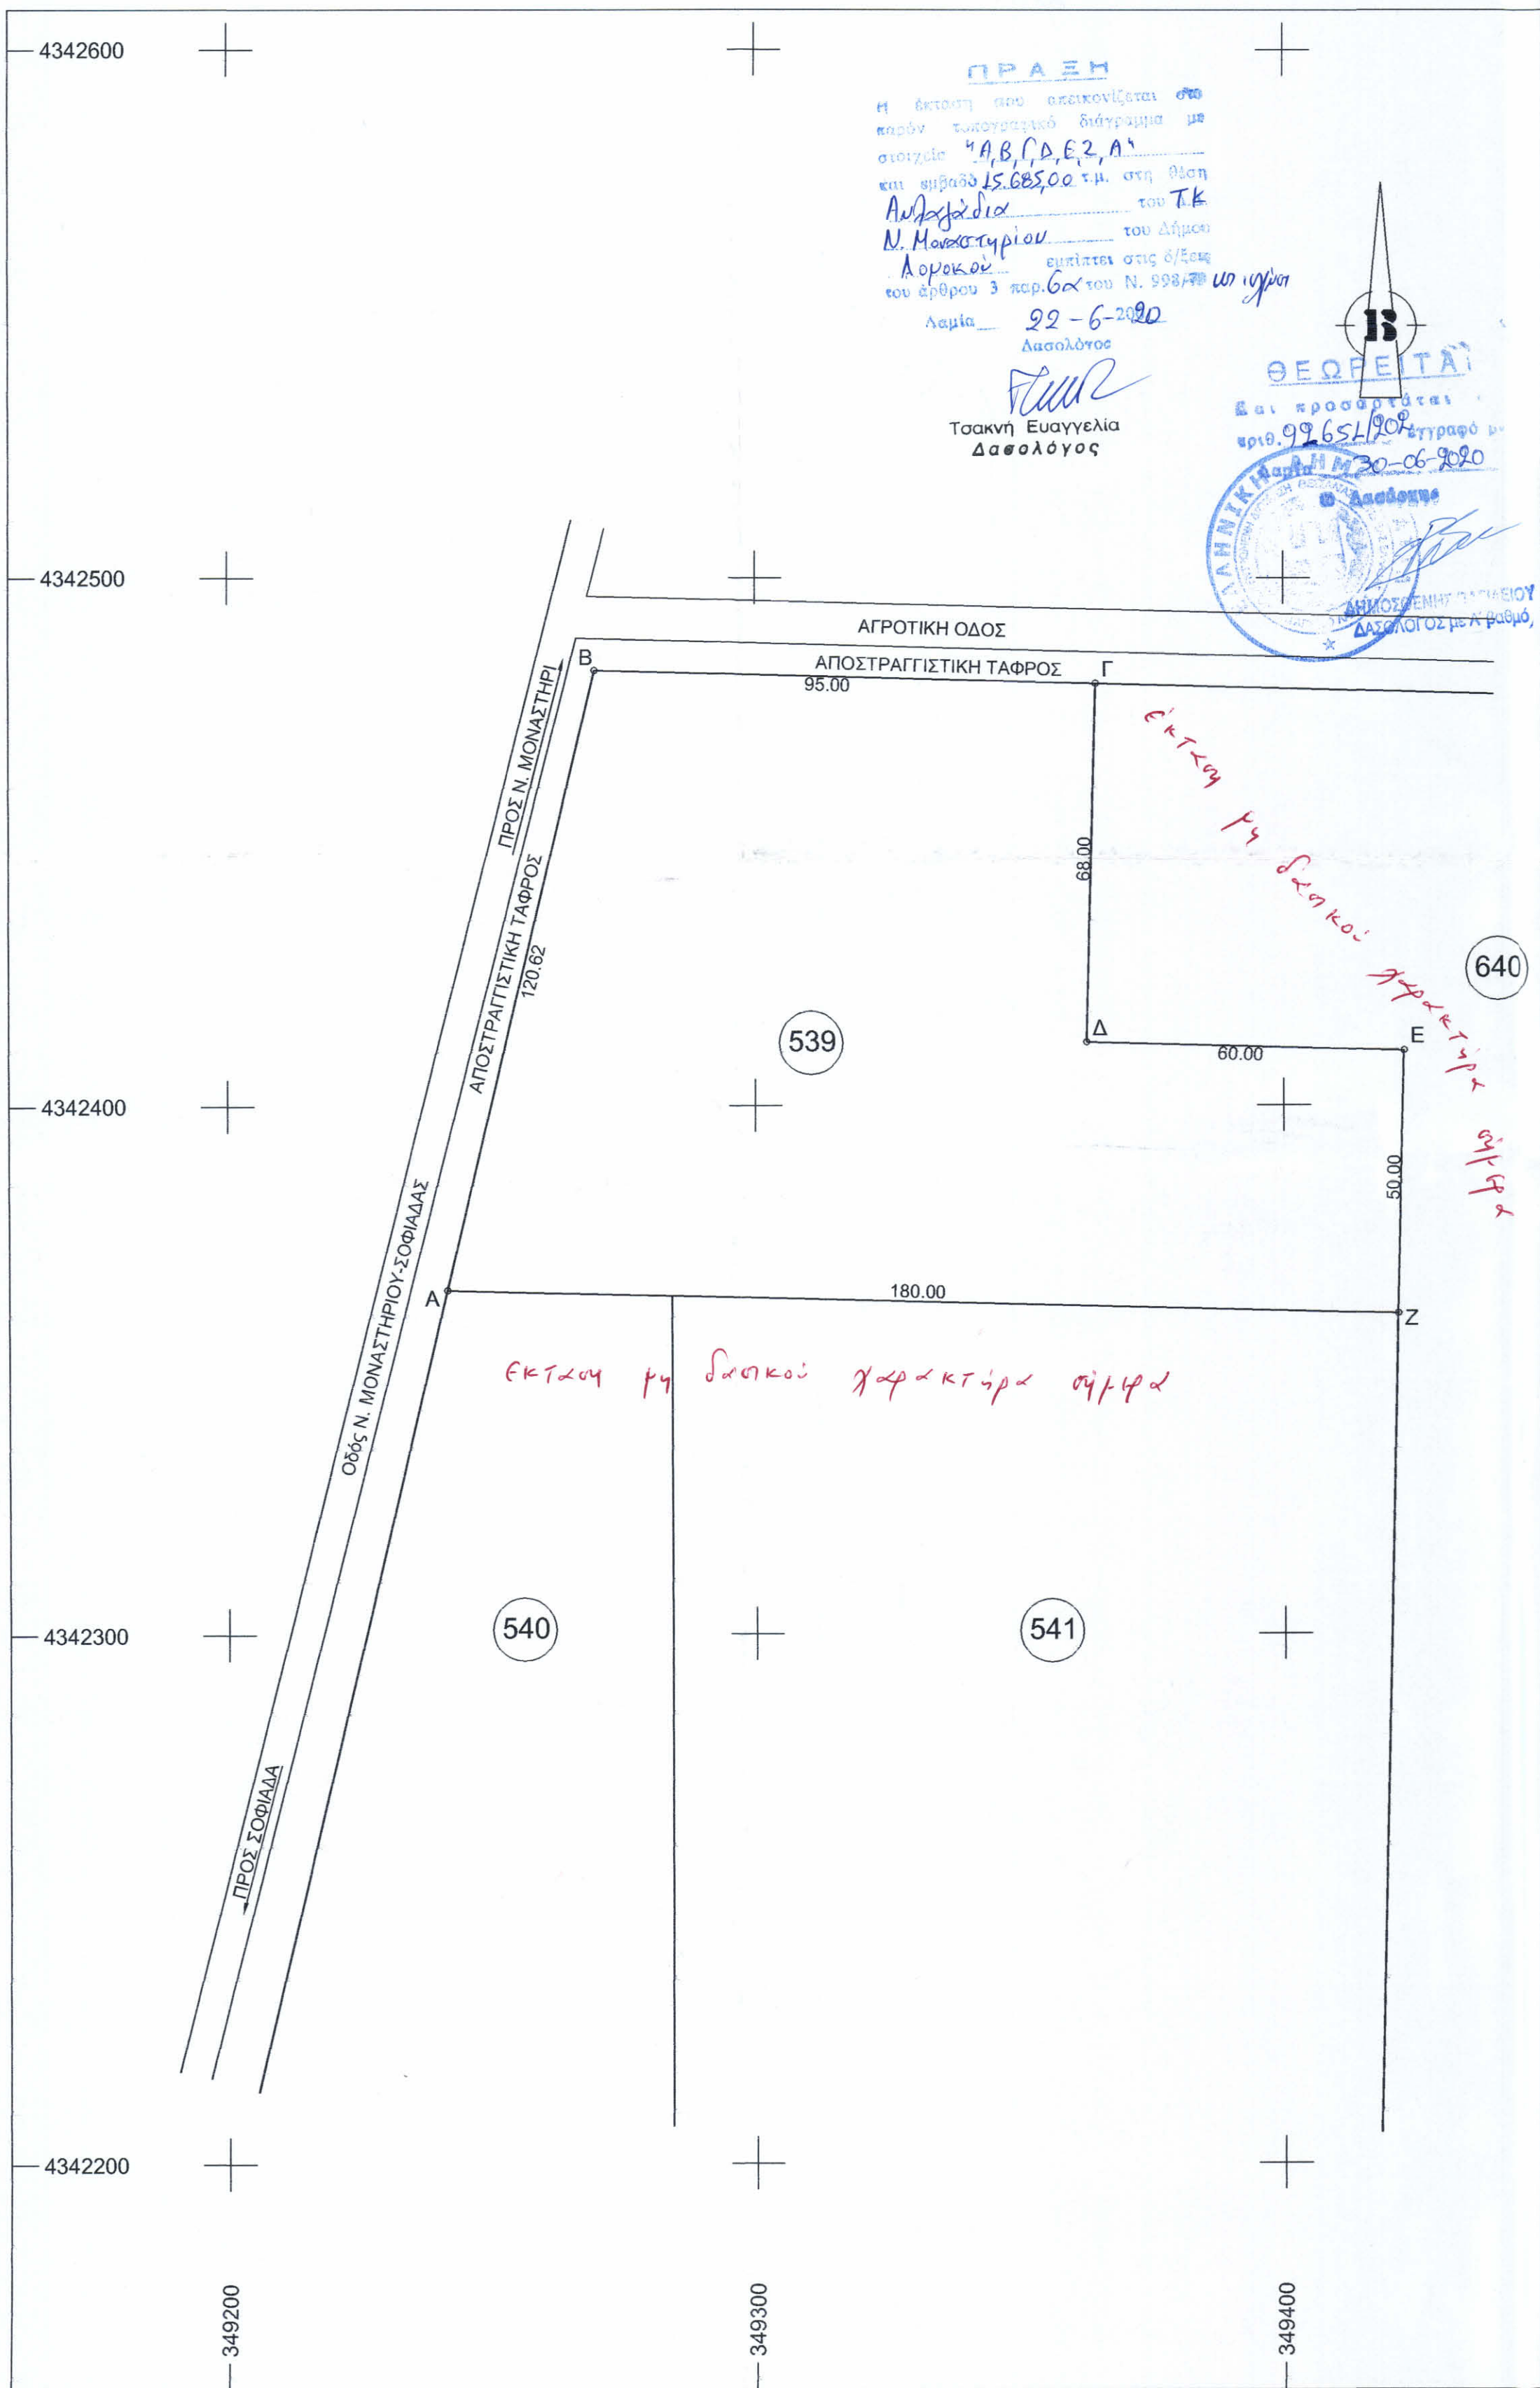 4342600
ΠΡΑΞΗ
Η έκταση που απεικονίζεται στο
παρόν τοπογραφικό διάγραμμα με
στοιχεία "Α,Β,Γ,Δ,Ε,Ζ,Α"
και εμβαδό 15.685,00 τ.μ. στη θέση
του Τ.Κ.
Ν. Μοναστηρίου του Δήμου
Δομοκού εμπίπτει στις δ/ξεις
του άρθρου 3 παρ. 6α του Ν. 998/79
Λαμία 22-6-2020
Δασολόγος
Τσακνή Ευαγγελία
Δασολόγος
Β
ΘΕΩΡΕΙΤΑΙ
Και προσαρτάται
αριθ. έγγραφό μ
Λαμία 30-06-2020
Ο Δασάρχης
ΕΛΛΗΝΙΚΗ ΔΗΜ
ΔΗΜΟΣΘΕΝΗΣ
ΔΑΣΟΛΟΓΟΣ με Α' βαθμό,
4342500
ΑΓΡΟΤΙΚΗ ΟΔΟΣ
ΑΠΟΣΤΡΑΓΓΙΣΤΙΚΗ ΤΑΦΡΟΣ
Β
95.00
Γ
ΠΡΟΣ Ν. ΜΟΝΑΣΤΗΡΙ
έκταση μη δασικού χαρακτήρα σήμερα
68.00
ΑΠΟΣΤΡΑΓΓΙΣΤΙΚΗ ΤΑΦΡΟΣ
120.62
640
539
Δ
60.00
Ε
4342400
50.00
Οδός Ν. ΜΟΝΑΣΤΗΡΙΟΥ-ΣΟΦΙΑΔΑΣ
Α
180.00
Ζ
έκταση μη δασικού χαρακτήρα σήμερα
4342300
540
541
ΠΡΟΣ ΣΟΦΙΑΔΑ
4342200
349200
349300
349400